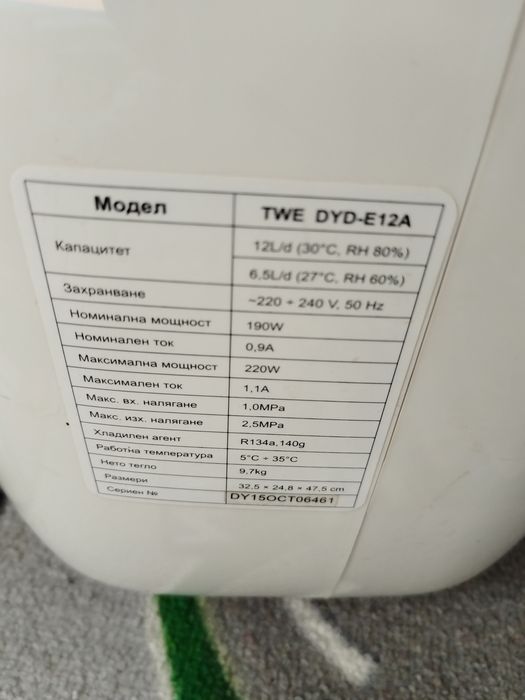 Модел TWE DYD-E12A
Капацитет 12L/d (30°C, RH 80%)
6,5L/d (27°C, RH 60%)
Захранване ~220 ÷ 240 V, 50 Hz
Номинална мощност 190W
Номинален ток 0,9A
Максимална мощност 220W
Максимален ток 1,1A
Макс. вх. налягане 1,0MPa
Макс. изх. налягане 2,5MPa
Хладилен агент R134a,140g
Работна температура 5°C ÷ 35°C
Нето тегло 9,7kg
Размери 32,5 × 24,8 × 47,5 cm
Сериен № DY15OCT06461